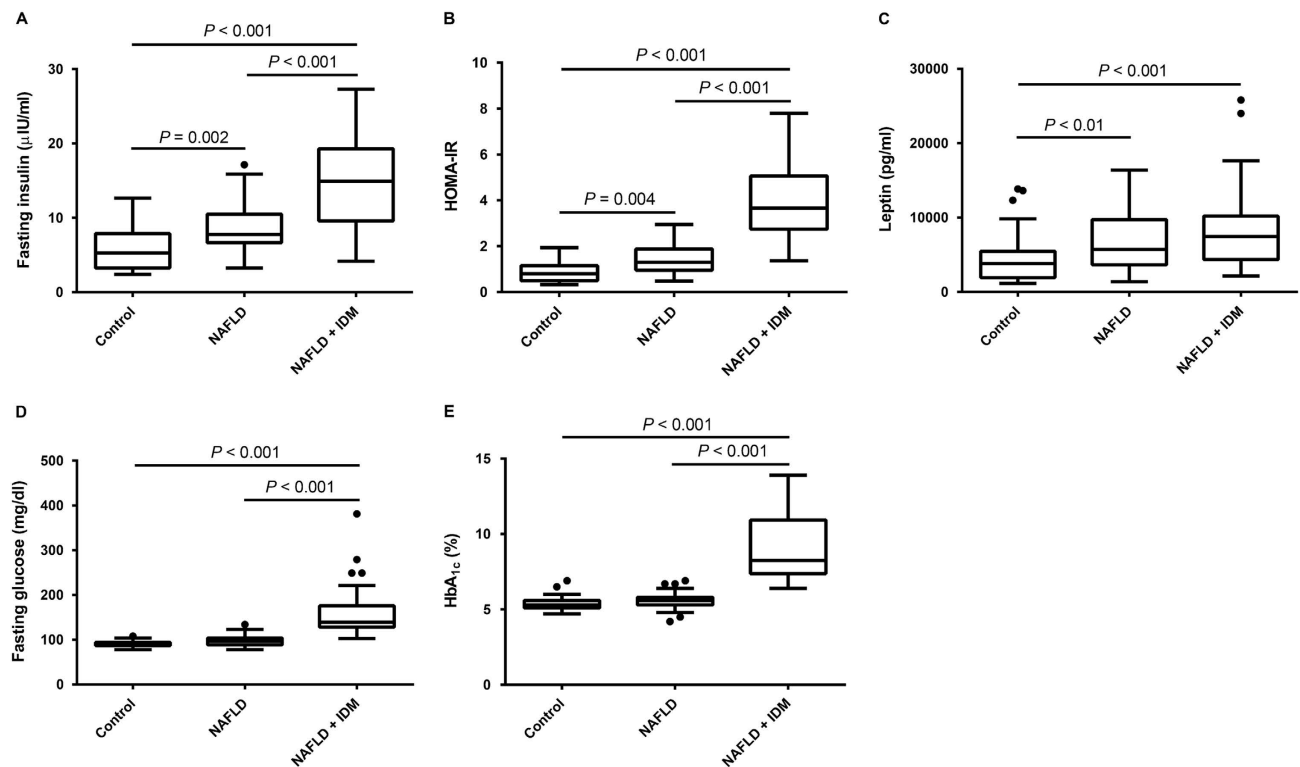 A
P < 0.001
P < 0.001
P = 0.002
Fasting insulin (μIU/ml)
30
20
10
0
Control
NAFLD
NAFLD + IDM
B
P < 0.001
P < 0.001
P = 0.004
HOMA-IR
10
8
6
4
2
0
Control
NAFLD
NAFLD + IDM
C
P < 0.001
P < 0.01
Leptin (pg/ml)
30000
20000
10000
0
Control
NAFLD
NAFLD + IDM
D
P < 0.001
P < 0.001
Fasting glucose (mg/dl)
500
400
300
200
100
0
Control
NAFLD
NAFLD + IDM
E
P < 0.001
P < 0.001
HbA1c (%)
15
10
5
0
Control
NAFLD
NAFLD + IDM